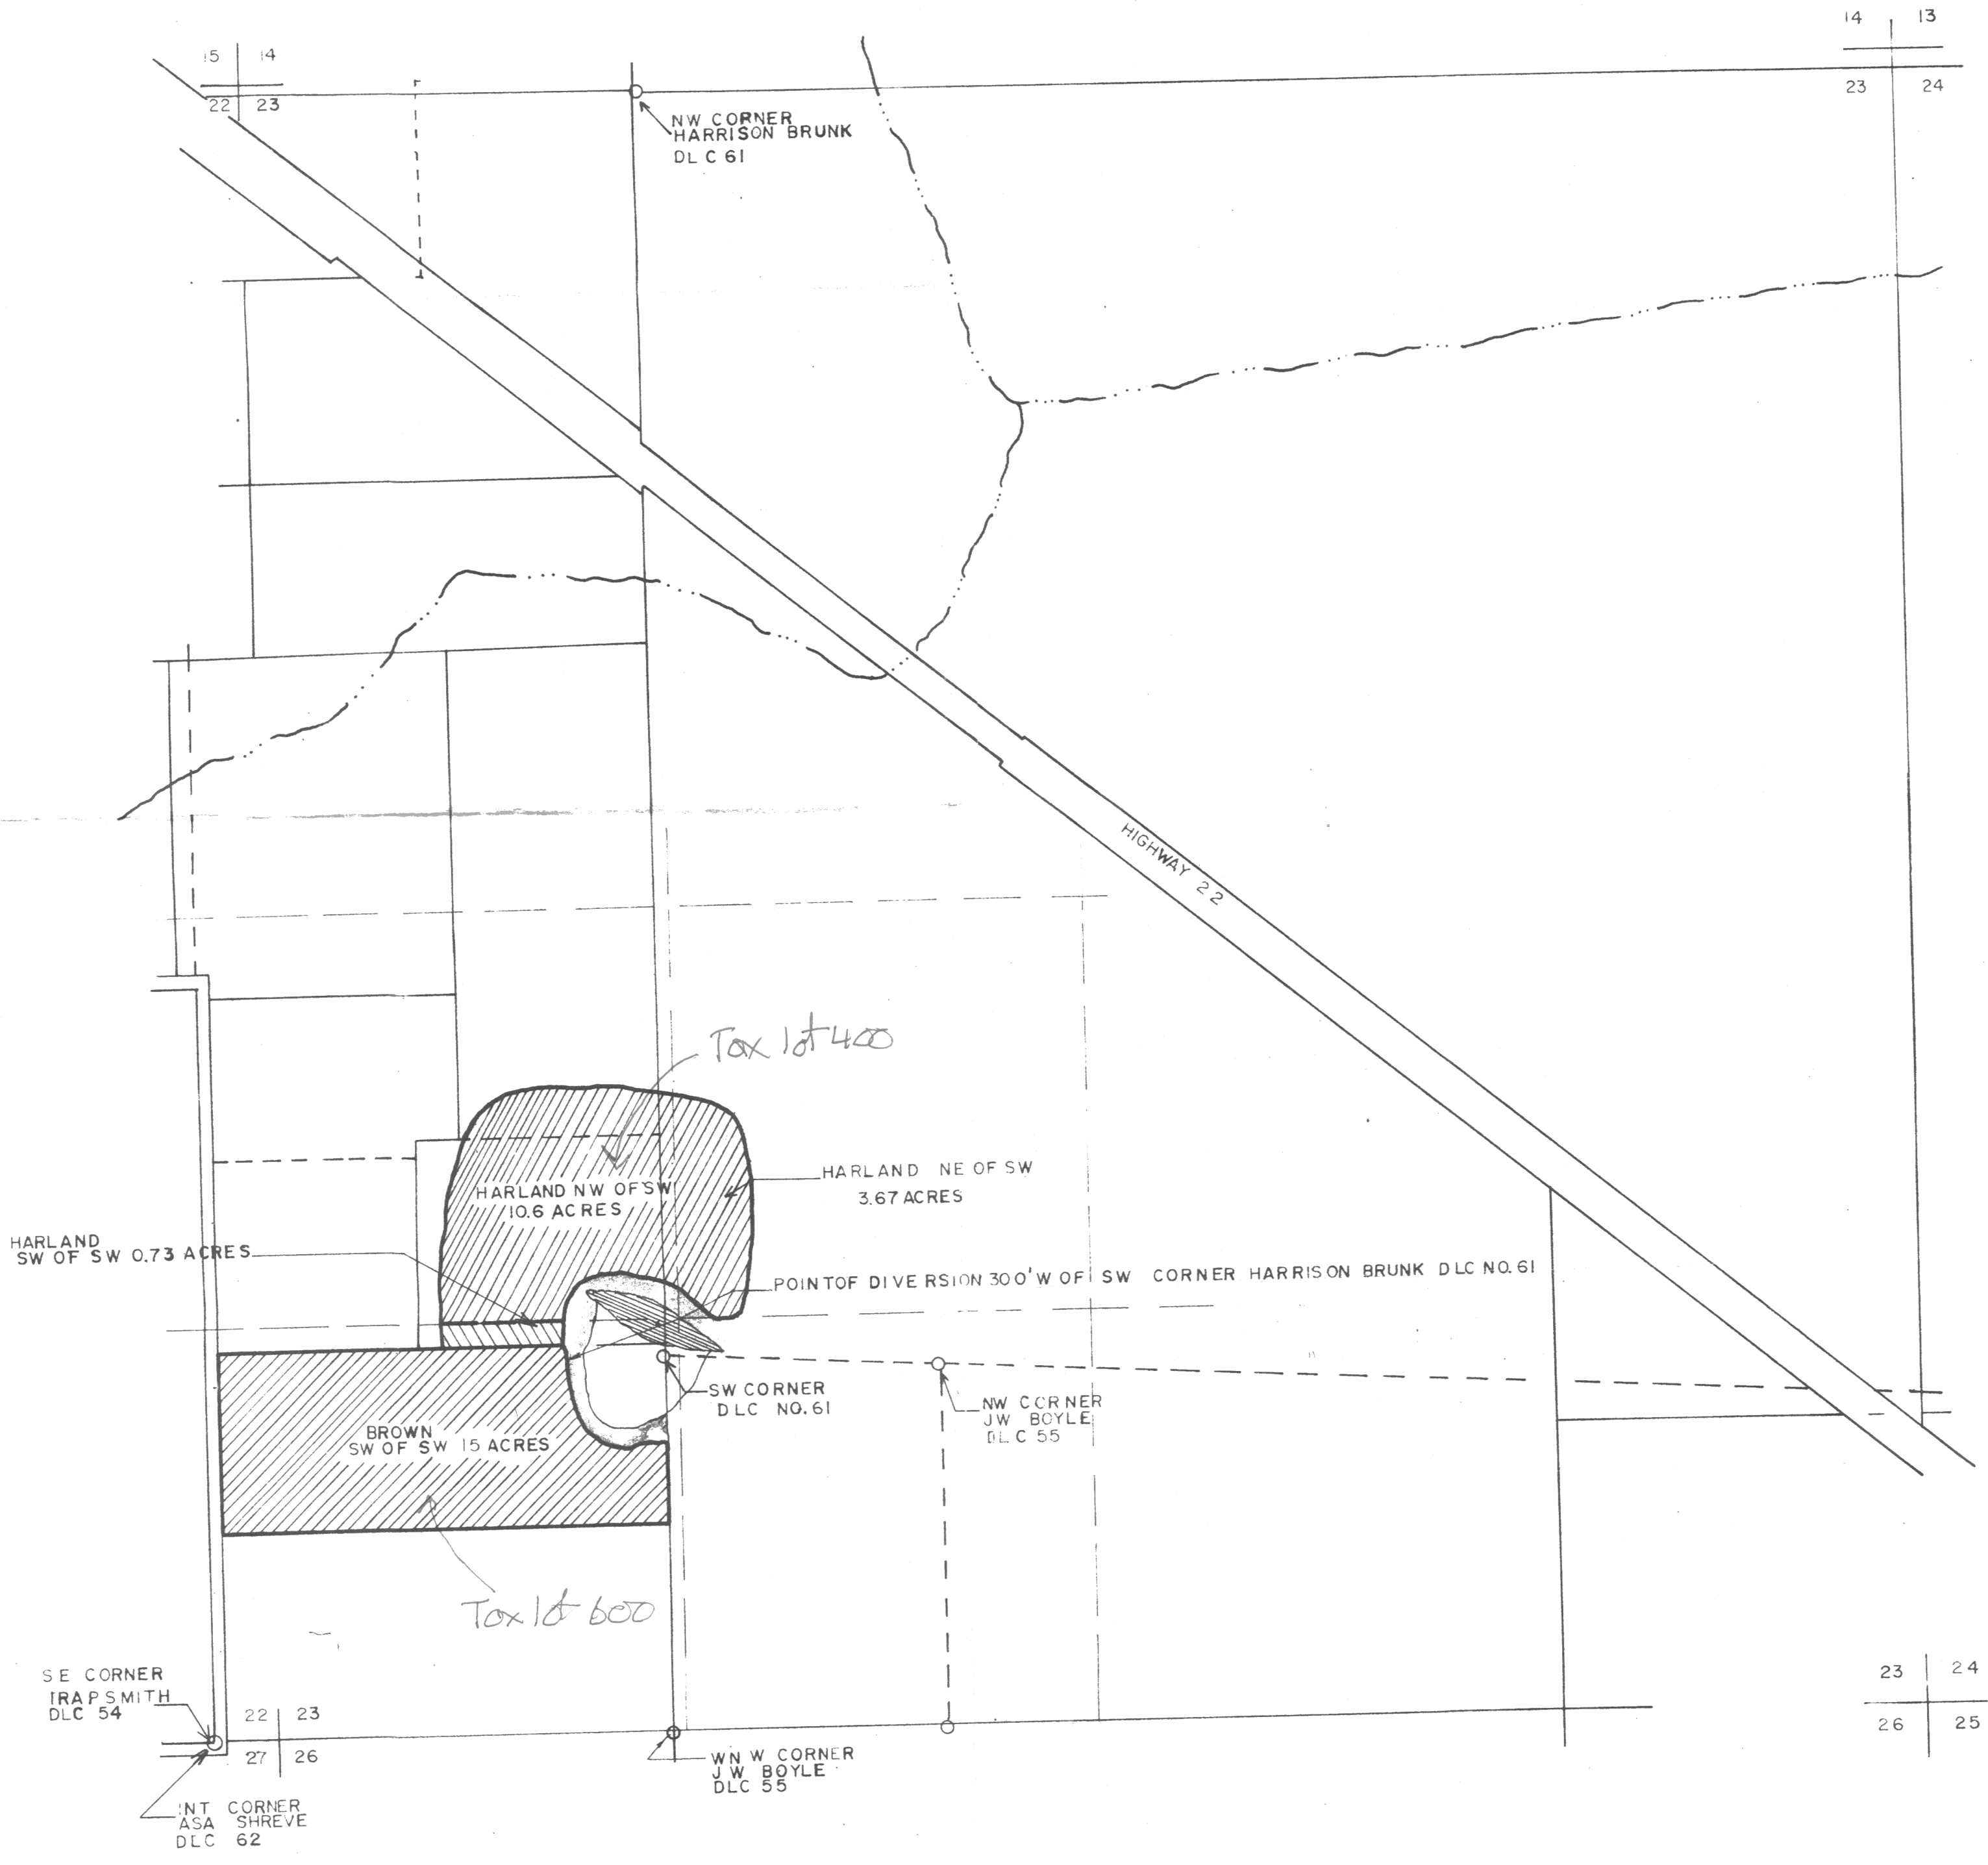 15 14
22 23
14 13
23 24
NW CORNER
HARRISON BRUNK
DLC 61
HIGHWAY 22
Tax lot 400
HARLAND NW OF SW
10.6 ACRES
HARLAND NE OF SW
3.67 ACRES
HARLAND
SW OF SW 0.73 ACRES
POINT OF DIVERSION 300' W OF SW CORNER HARRISON BRUNK DLC NO. 61
SW CORNER
DLC NO. 61
NW CORNER
JW BOYLE
DLC 55
BROWN
SW OF SW 15 ACRES
Tax lot 600
SE CORNER
IRA P SMITH
DLC 54
22 23
27 26
23 24
26 25
WNW CORNER
JW BOYLE
DLC 55
INT CORNER
ASA SHREVE
DLC 62